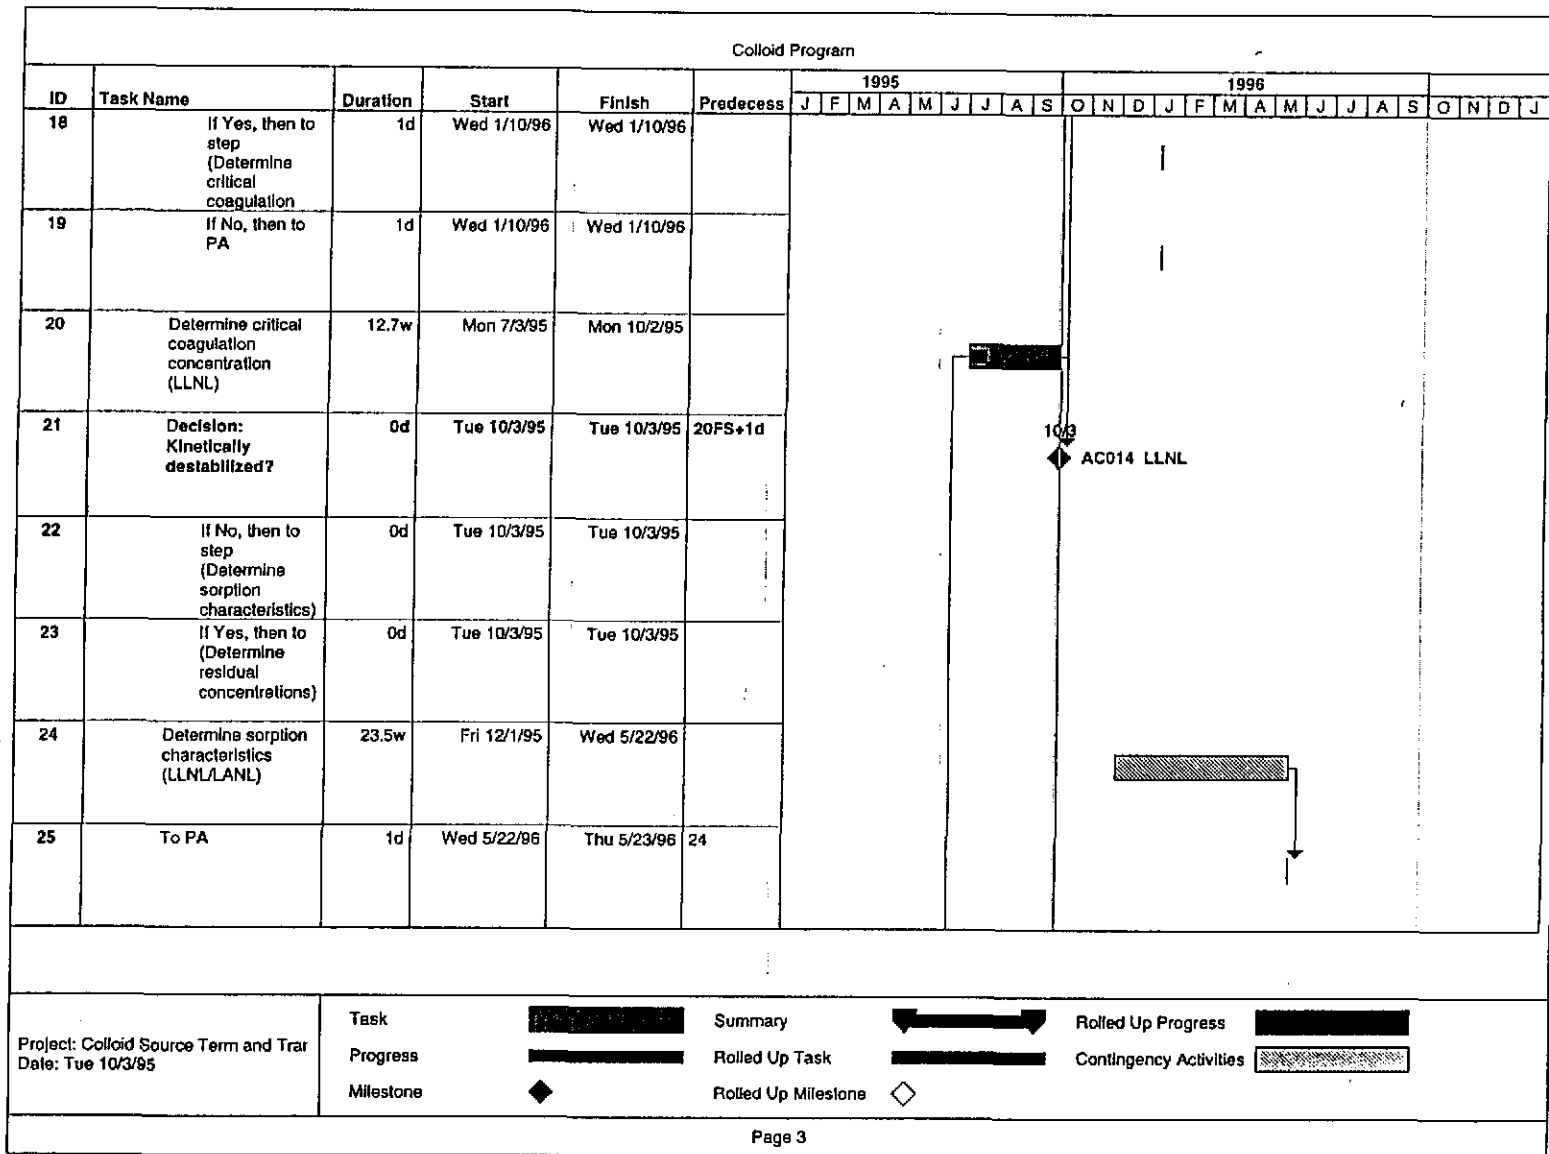 Colloid Program
1995 1996
ID Task Name Duration Start Finish Predecess J F M A M J J A S O N D J F M A M J J A S O N D J
18 If Yes, then to 1d Wed 1/10/96 Wed 1/10/96
step
(Determine
critical
coagulation
19 If No, then to 1d Wed 1/10/96 Wed 1/10/96
PA
20 Determine critical 12.7w Mon 7/3/95 Mon 10/2/95
coagulation
concentration
(LLNL)
21 Decision: 0d Tue 10/3/95 Tue 10/3/95 20FS+1d
Kinetically
destabilized?
10/3
AC014 LLNL
22 If No, then to 0d Tue 10/3/95 Tue 10/3/95
step
(Determine
sorption
characteristics)
23 If Yes, then to 0d Tue 10/3/95 Tue 10/3/95
(Determine
residual
concentrations)
24 Determine sorption 23.5w Fri 12/1/95 Wed 5/22/96
characteristics
(LLNL/LANL)
25 To PA 1d Wed 5/22/96 Thu 5/23/96 24
Project: Colloid Source Term and Trar
Date: Tue 10/3/95
Task Summary Rolled Up Progress
Progress Rolled Up Task Contingency Activities
Milestone Rolled Up Milestone
Page 3